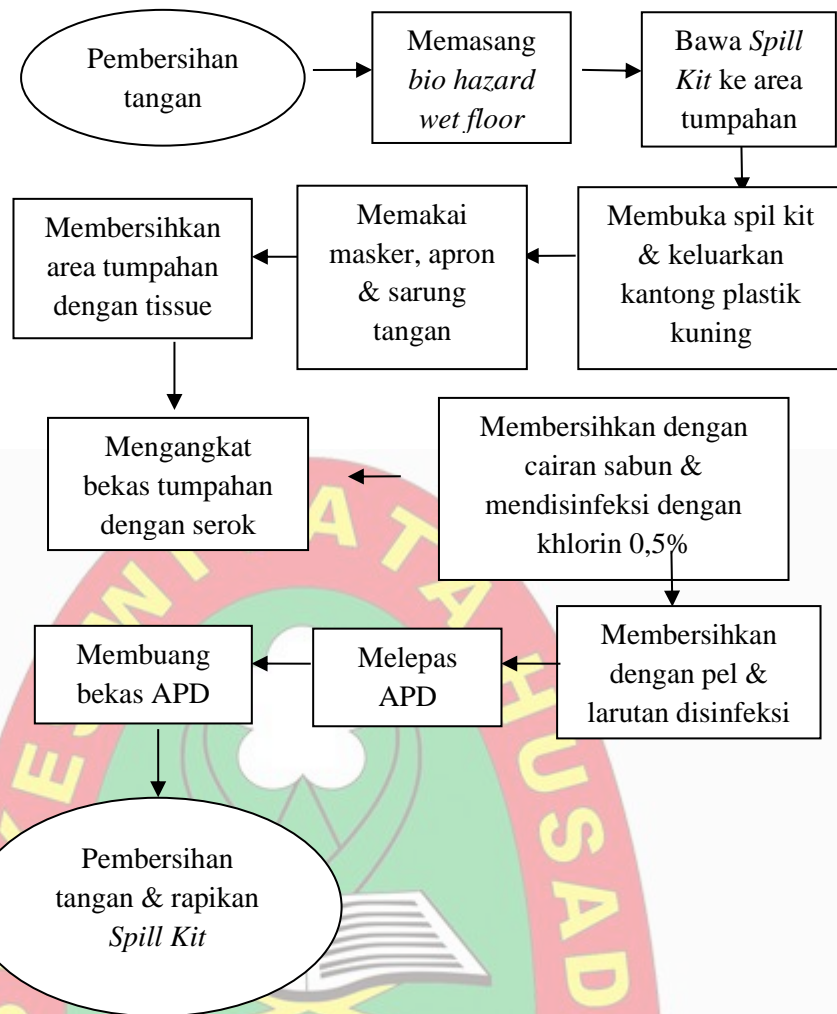 Pembersihan
tangan
Memasang
bio hazard
wet floor
Bawa Spill
Kit ke area
tumpahan
Membuka spil kit
& keluarkan
kantong plastik
kuning
Memakai
masker, apron
& sarung
tangan
Membersihkan
area tumpahan
dengan tissue
Mengangkat
bekas tumpahan
dengan serok
Membersihkan dengan
cairan sabun &
mendisinfeksi dengan
khlorin 0,5%
Membersihkan
dengan pel &
larutan disinfeksi
Melepas
APD
Membuang
bekas APD
Pembersihan
tangan & rapikan
Spill Kit
ATA HUSAD